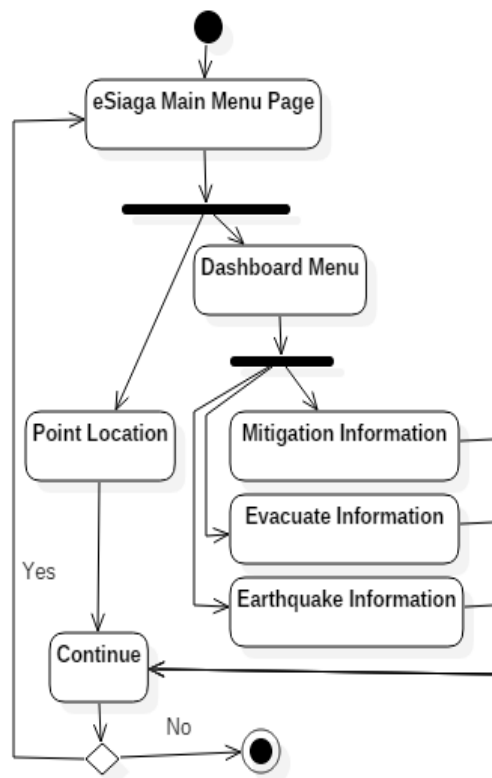 eSiaga Main Menu Page
Dashboard Menu
Point Location
Mitigation Information
Evacuate Information
Earthquake Information
Yes
Continue
No